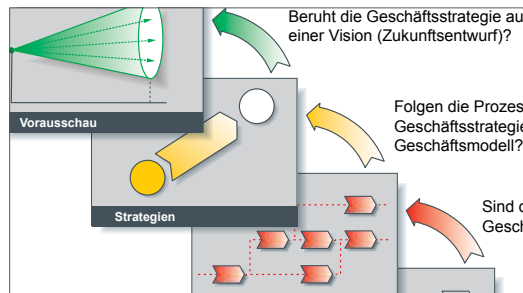 Beruht die Geschäftsstrategie au
einer Vision (Zukunftsentwurf)?
Vorausschau
Folgen die Prozes
Geschäftsstrategie
Geschäftsmodell?
Strategien
Sind d
Gesch